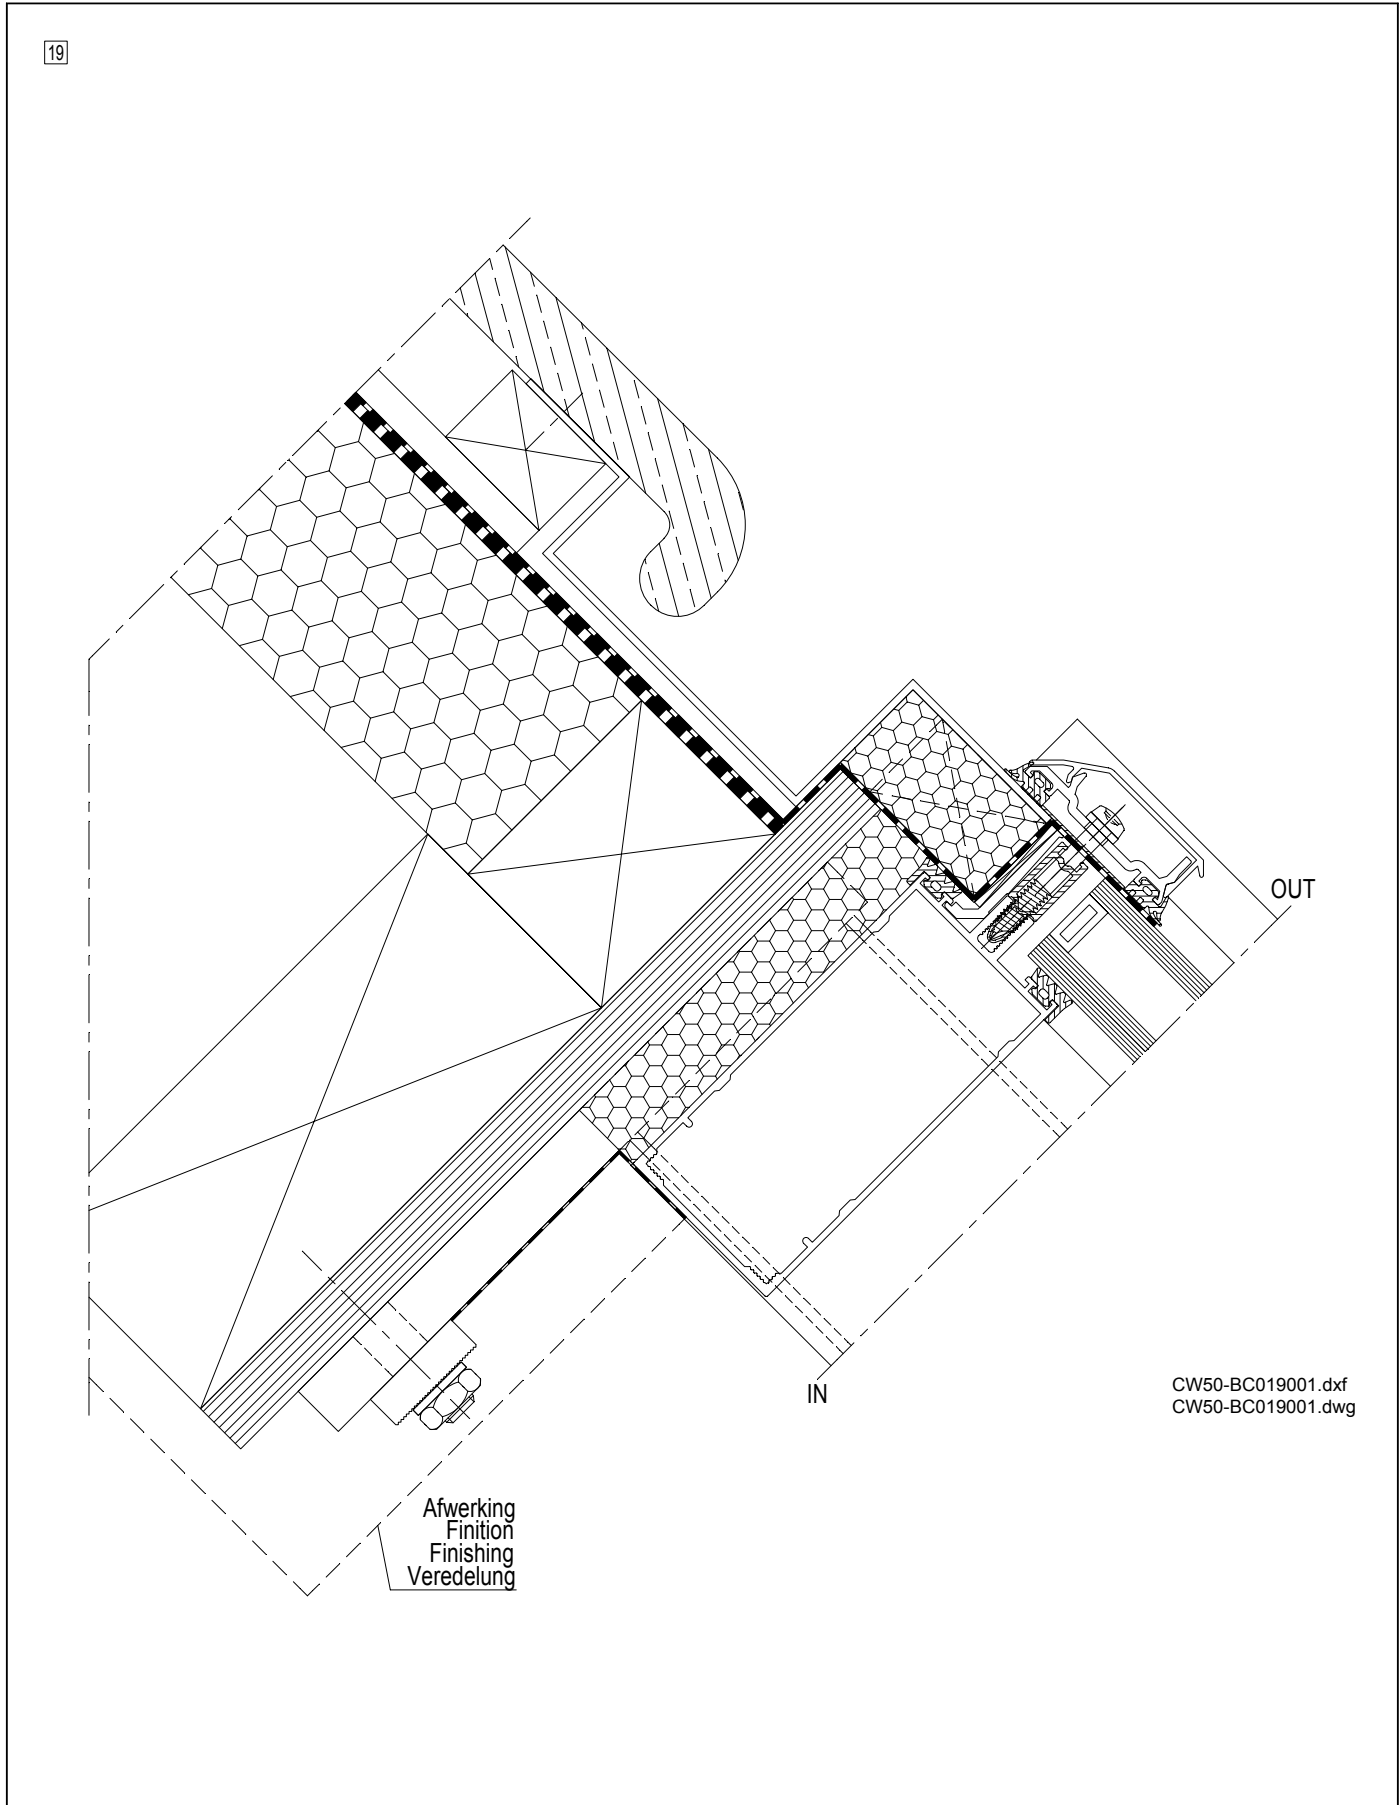 19
OUT
IN
CW50-BC019001.dxf
CW50-BC019001.dwg
Afwerking
Finition
Finishing
Veredelung